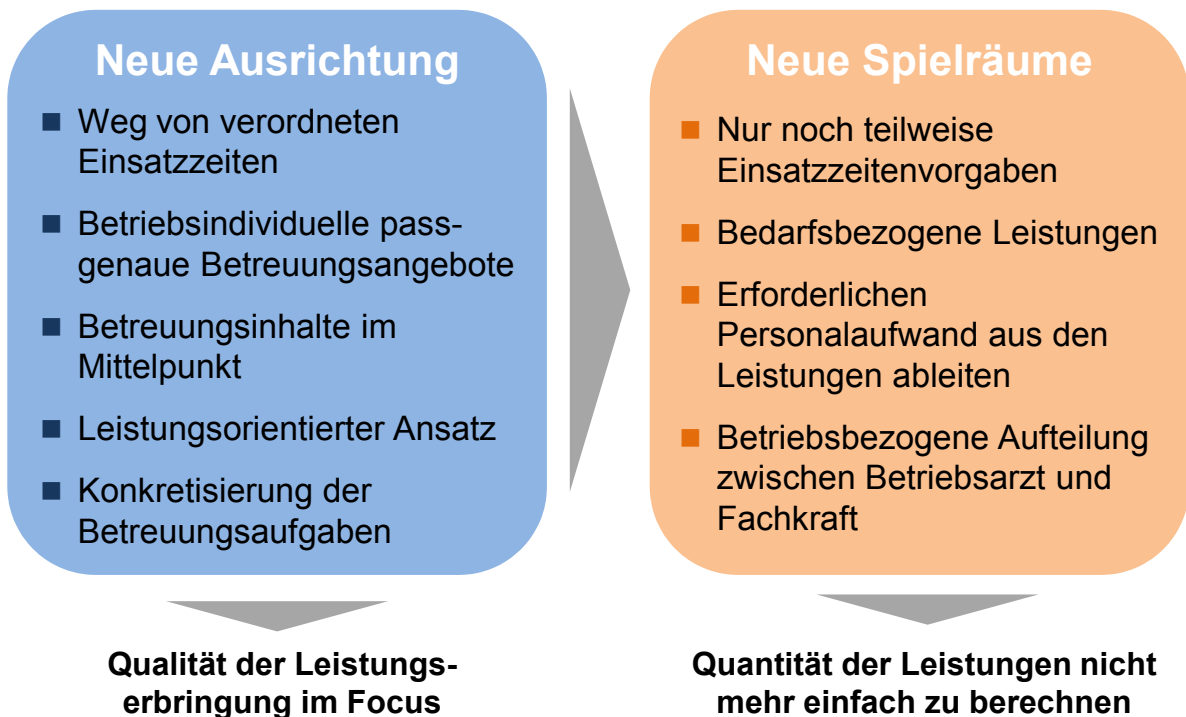 Neue Ausrichtung
Weg von verordneten
Einsatzzeiten
Betriebsindividuelle pass-
genaue Betreuungsangebote
Betreuungsinhalte im
Mittelpunkt
Leistungsorientierter Ansatz
Konkretisierung der
Betreuungsaufgaben
Qualität der Leistungs-
erbringung im Focus
Neue Spielräume
Nur noch teilweise
Einsatzzeitenvorgaben
Bedarfsbezogene Leistungen
Erforderlichen
Personalaufwand aus den
Leistungen ableiten
Betriebsbezogene Aufteilung
zwischen Betriebsarzt und
Fachkraft
Quantität der Leistungen nicht
mehr einfach zu berechnen